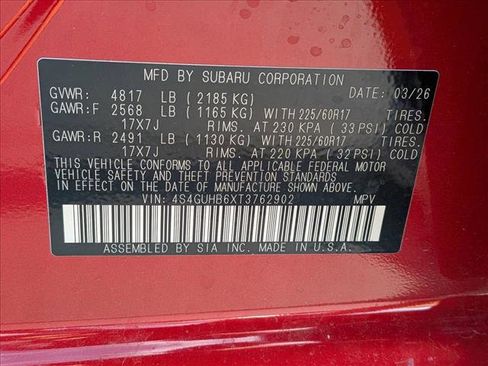 MFD BY SUBARU CORPORATION
GVWR: 4817 LB ( 2185 KG) DATE: 03/26
GAWR:F 2568 LB ( 1165 KG) WITH 225/60R17 TIRES.
17X7J RIMS. AT 230 KPA ( 33 PSI) COLD
GAWR:R 2491 LB ( 1130 KG) WITH 225/60R17 TIRES.
17X7J RIMS. AT 220 KPA ( 32 PSI) COLD
THIS VEHICLE CONFORMS TO ALL APPLICABLE FEDERAL MOTOR
VEHICLE SAFETY AND THEFT PREVENTION STANDARDS IN EFFECT
ON THE DATE OF MANUFACTURE SHOWN ABOVE.
VIN: 4S4GUHB6XT3762902 MPV
ASSEMBLED BY SIA INC. MADE IN U.S.A.